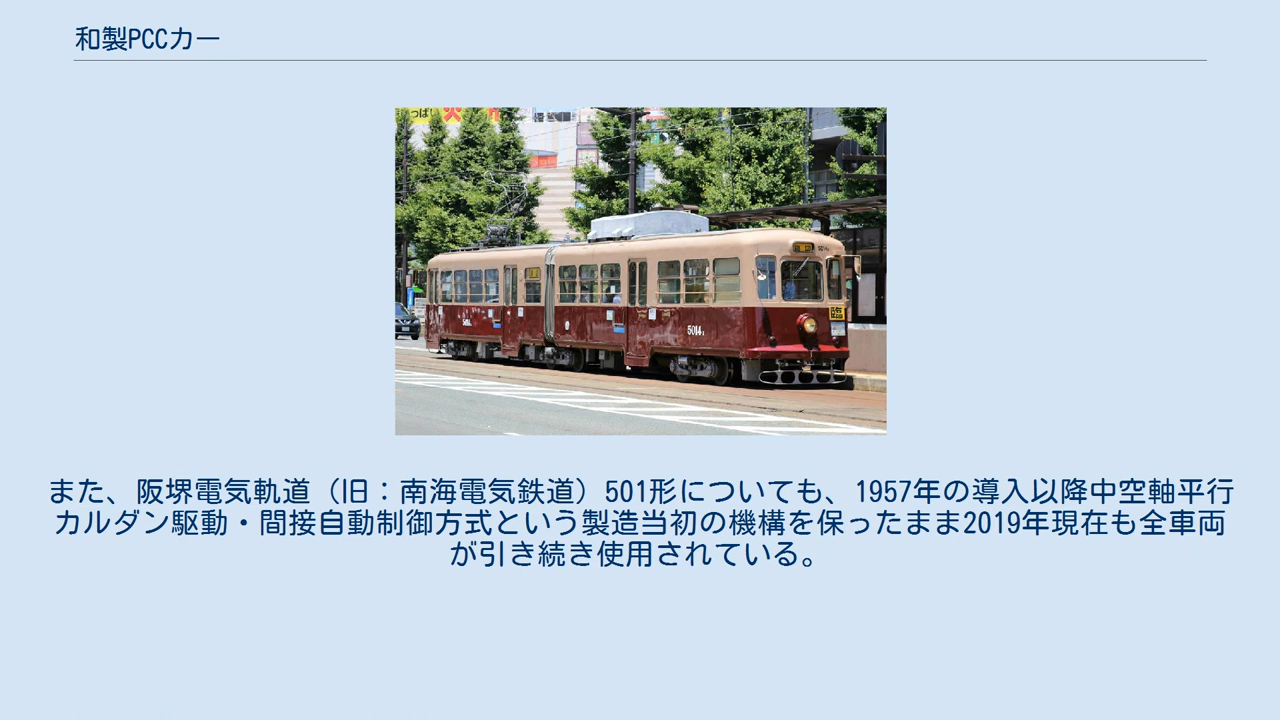 和製PCCカー
っぱ!
5014
また、阪堺電気軌道（旧：南海電気鉄道）501形についても、1957年の導入以降中空軸平行
カルダン駆動・間接自動制御方式という製造当初の機構を保ったまま2019年現在も全車両
が引き続き使用されている。